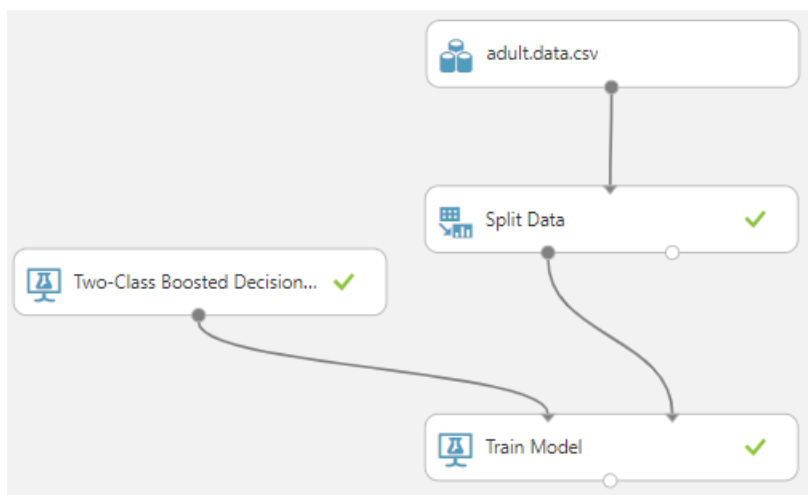 adult.data.csv
Split Data
Two-Class Boosted Decision...
Train Model